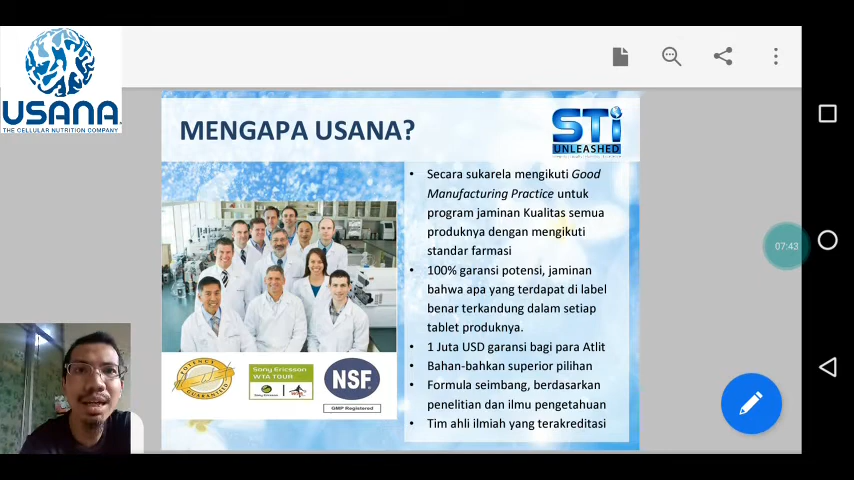 USANA
THE CELLULAR NUTRITION COMPANY
MENGAPA USANA?
STi
UNLEASHED
• Secara sukarela mengikuti Good
Manufacturing Practice untuk
program jaminan Kualitas semua
produknya dengan mengikuti
standar farmasi
• 100% garansi potensi, jaminan
bahwa apa yang terdapat di label
benar terkandung dalam setiap
tablet produknya.
• 1 Juta USD garansi bagi para Atlit
• Bahan-bahkan superior pilihan
• Formula seimbang, berdasarkan
penelitian dan ilmu pengetahuan
• Tim ahli ilmiah yang terakreditasi
07:43
POTENCY
GUARANTEED
Sony Ericsson
WTA TOUR
NSF
GMP Registered